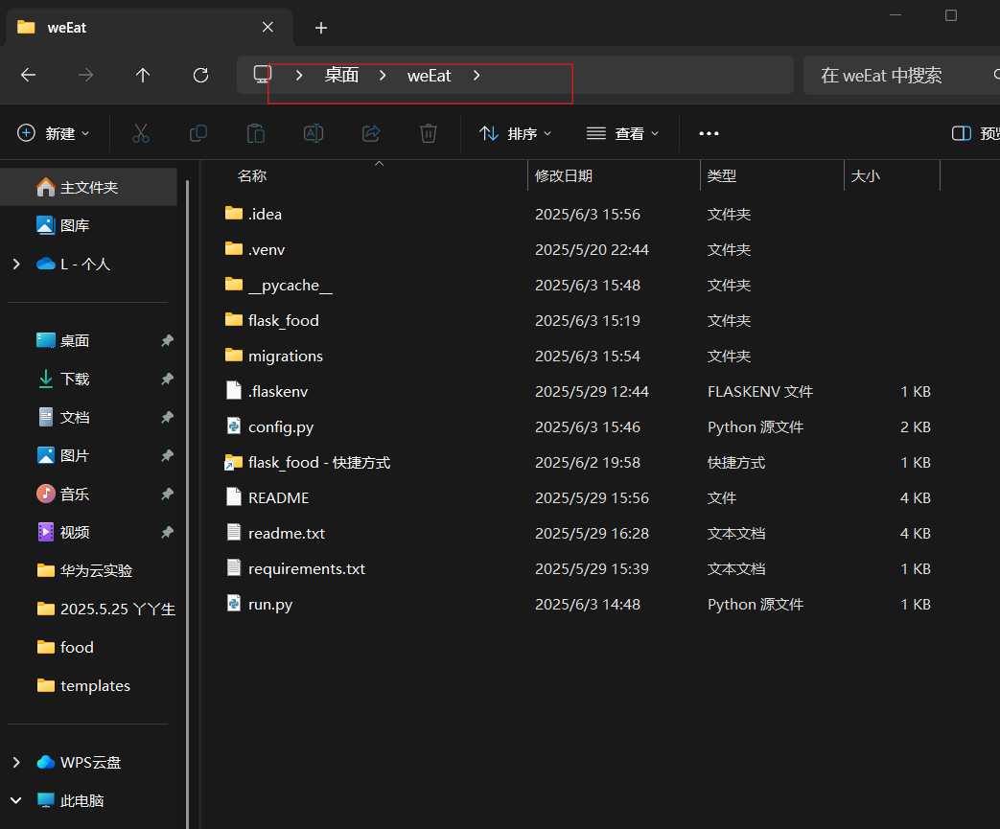 weEat
桌面 weEat
在 weEat 中搜索
新建 排序 查看
名称 修改日期 类型 大小
主文件夹
图库
L - 个人
桌面
下载
文档
图片
音乐
视频
华为云实验
2025.5.25 丫丫生
food
templates
WPS云盘
此电脑
.idea 2025/6/3 15:56 文件夹
.venv 2025/5/20 22:44 文件夹
__pycache__ 2025/6/3 15:48 文件夹
flask_food 2025/6/3 15:19 文件夹
migrations 2025/6/3 15:54 文件夹
.flaskenv 2025/5/29 12:44 FLASKENV 文件 1 KB
config.py 2025/6/3 15:46 Python 源文件 2 KB
flask_food - 快捷方式 2025/6/2 19:58 快捷方式 1 KB
README 2025/5/29 15:56 文件 4 KB
readme.txt 2025/5/29 16:28 文本文档 4 KB
requirements.txt 2025/5/29 15:39 文本文档 1 KB
run.py 2025/6/3 14:48 Python 源文件 1 KB